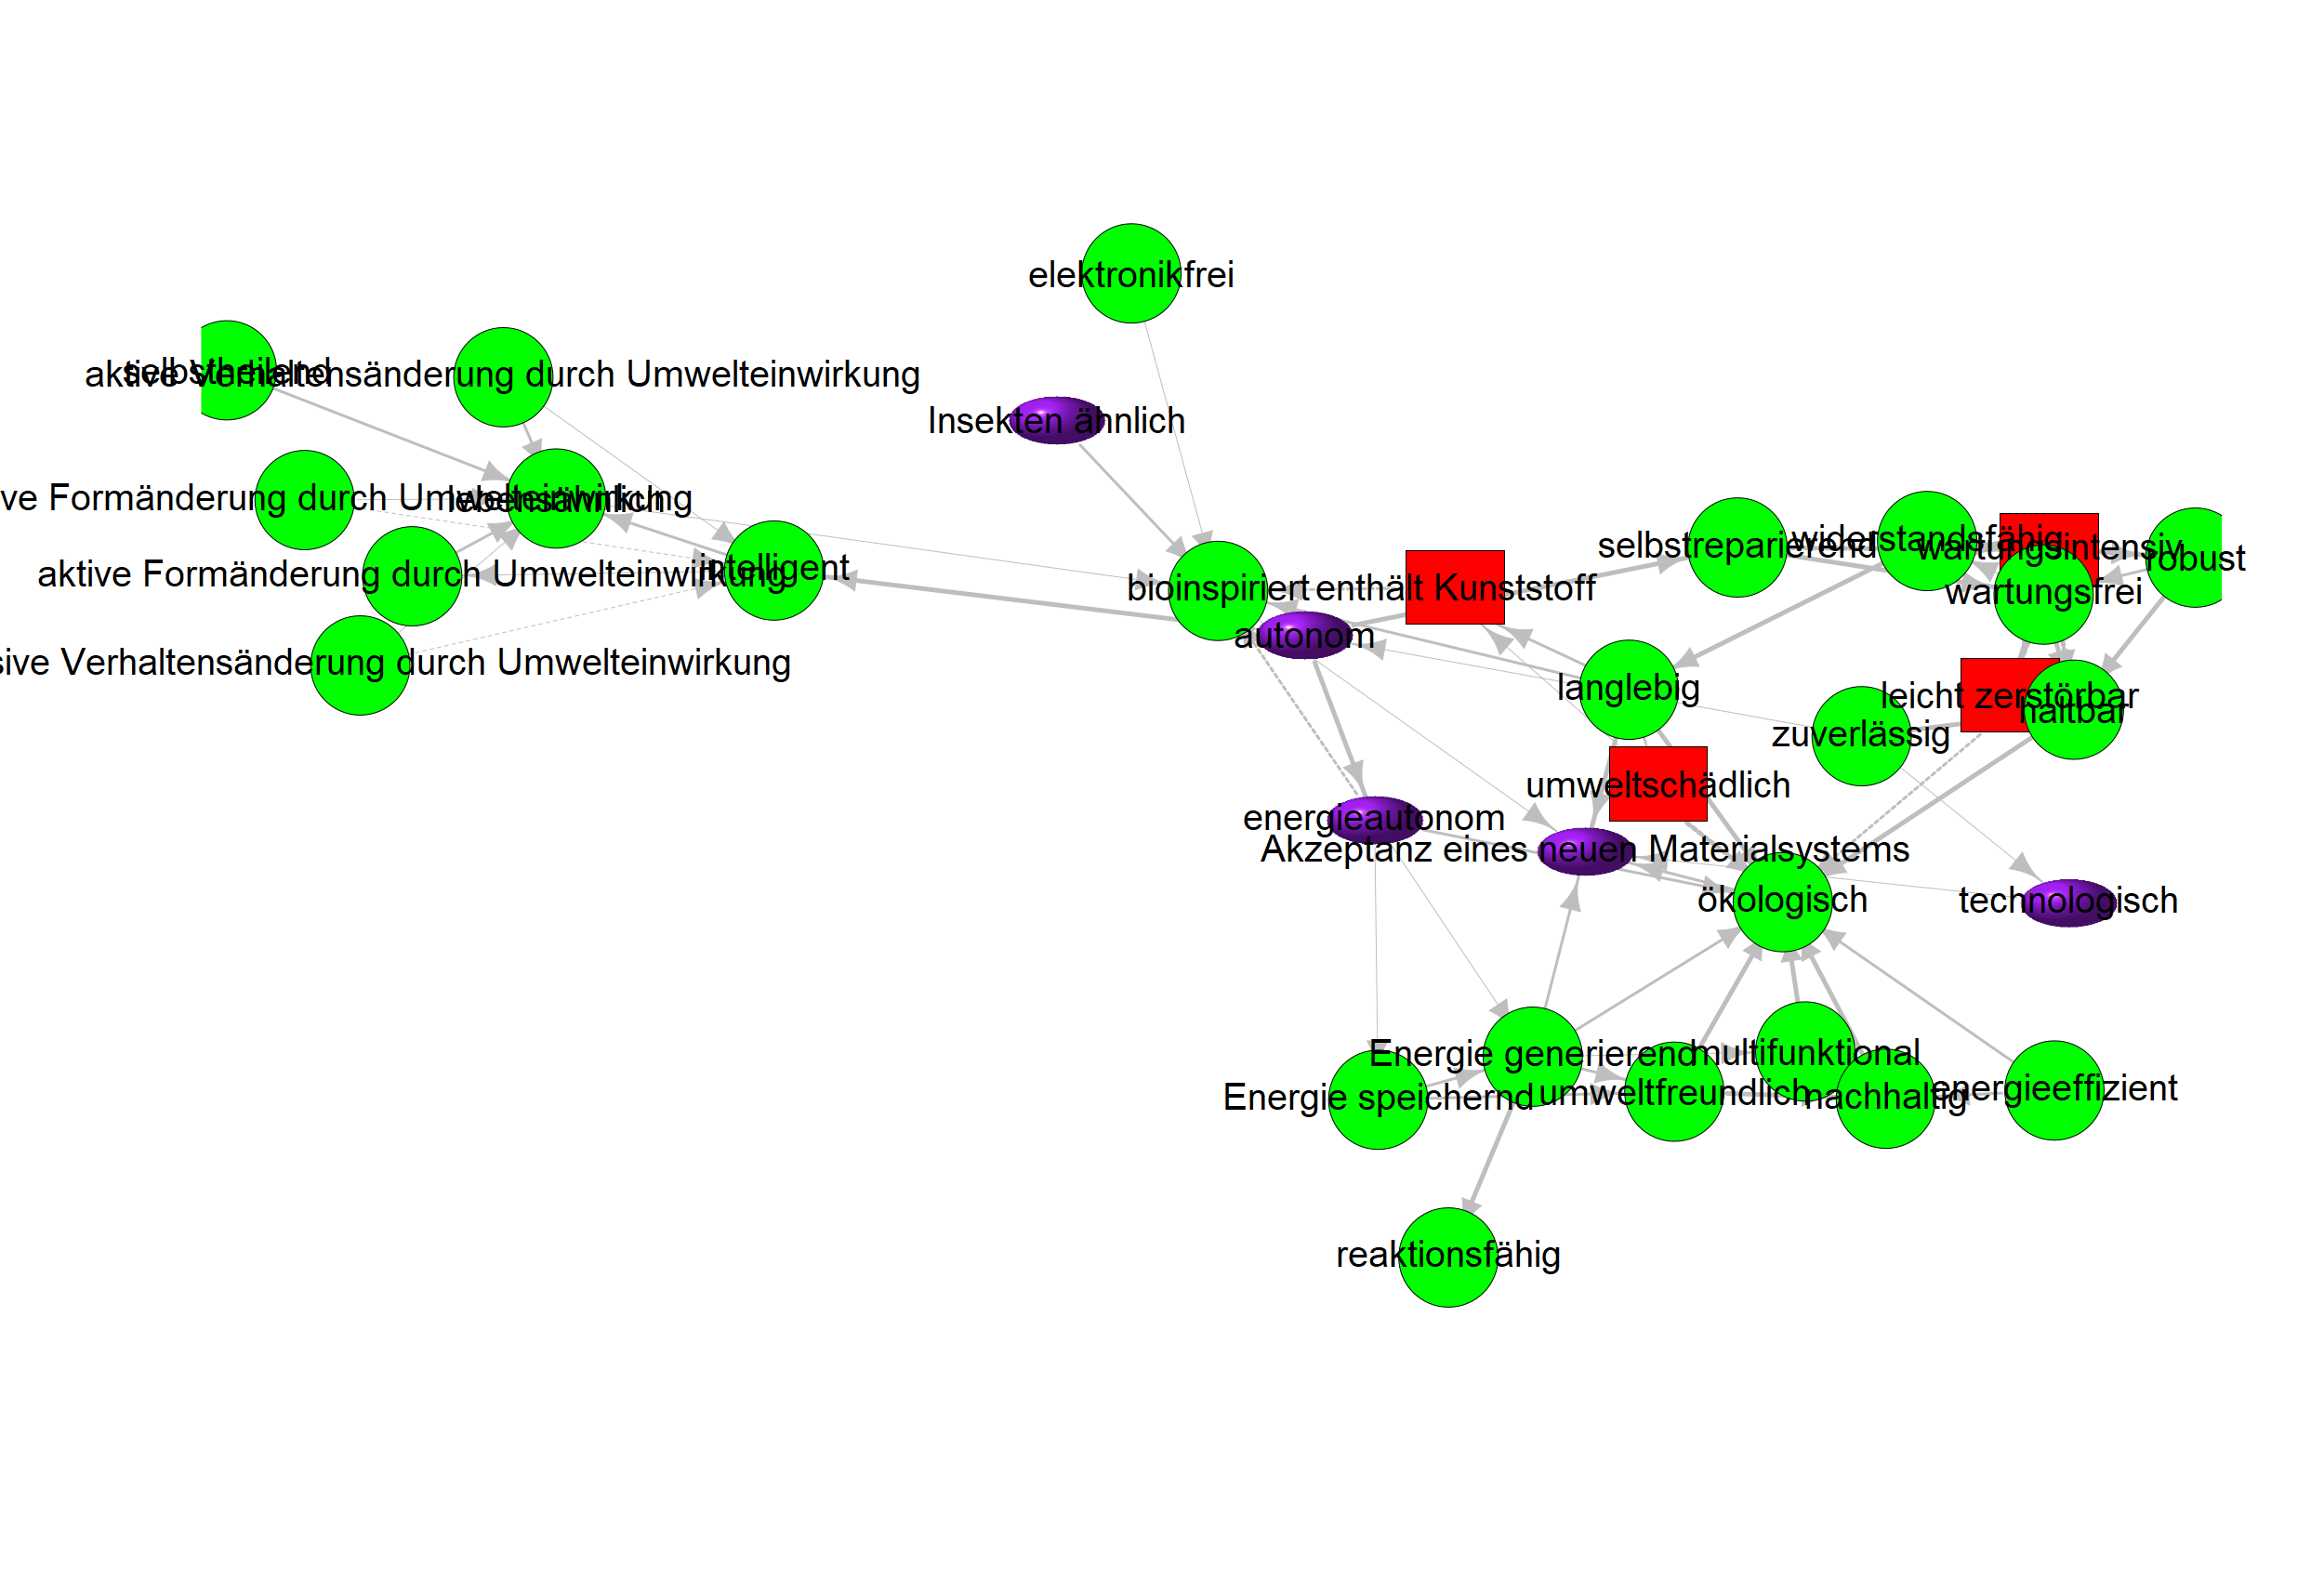 elektronikfrei
selbstheilend
aktive Verhaltensänderung durch Umwelteinwirkung
Insekten ähnlich
ve Formänderung durch Umwelteinwirkung
lebensähnlich
aktive Formänderung durch Umwelteinwirkung
intelligent
bioinspiriert
enthält Kunststoff
selbstreparierend
widerstandsfähig
wartungsintensiv
robust
wartungsfrei
autonom
sive Verhaltensänderung durch Umwelteinwirkung
langlebig
leicht zerstörbar
haltbar
zuverlässig
umweltschädlich
energieautonom
Akzeptanz eines neuen Materialsystems
ökologisch
technologisch
Energie generierend
multifunktional
Energie speichernd
umweltfreundlich
nachhaltig
energieeffizient
reaktionsfähig